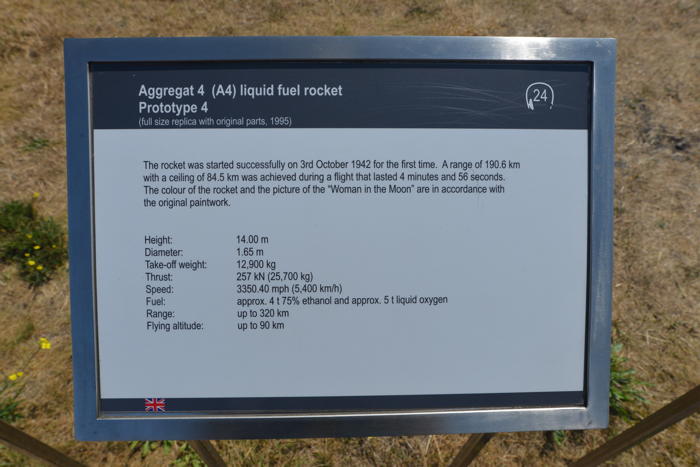 Aggregat 4 (A4) liquid fuel rocket
Prototype 4
(full size replica with original parts, 1995)
24
The rocket was started successfully on 3rd October 1942 for the first time. A range of 190.6 km
with a ceiling of 84.5 km was achieved during a flight that lasted 4 minutes and 56 seconds.
The colour of the rocket and the picture of the "Woman in the Moon" are in accordance with
the original paintwork.
Height: 14.00 m
Diameter: 1.65 m
Take-off weight: 12,900 kg
Thrust: 257 kN (25,700 kg)
Speed: 3350.40 mph (5,400 km/h)
Fuel: approx. 4 t 75% ethanol and approx. 5 t liquid oxygen
Range: up to 320 km
Flying altitude: up to 90 km